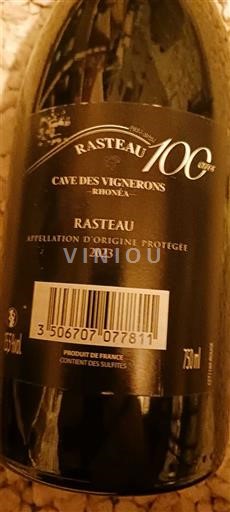 RASTEAU
100 ans
CAVE DES VIGNERONS
RHONÉA
RASTEAU
APPELLATION D'ORIGINE PROTÉGÉE
VINIOU
2023
3 506707 077811
PRODUIT DE FRANCE
CONTIENT DES SULFITES
750ml